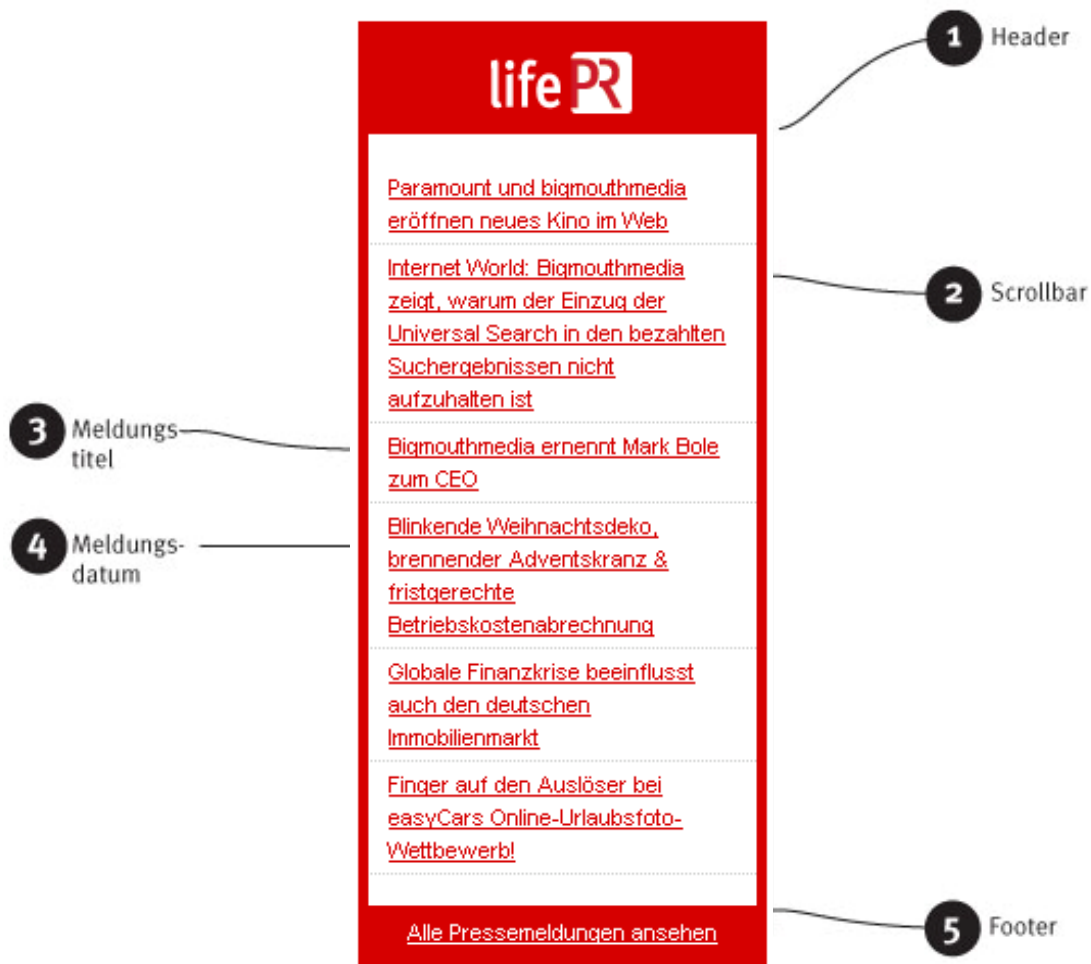 life PR
1 Header
Paramount und bigmouthmedia
eröffnen neues Kino im Web
Internet World: Bigmouthmedia
zeigt, warum der Einzug der
Universal Search in den bezahlten
Suchergebnissen nicht
aufzuhalten ist
2 Scrollbar
3 Meldungs-
titel
Bigmouthmedia ernennt Mark Bole
zum CEO
4 Meldungs-
datum
Blinkende Weihnachtsdeko,
brennender Adventskranz &
fristgerechte
Betriebskostenabrechnung
Globale Finanzkrise beeinflusst
auch den deutschen
Immobilienmarkt
Finger auf den Auslöser bei
easyCars Online-Urlaubsfoto-
Wettbewerb!
Alle Pressemeldungen ansehen
5 Footer